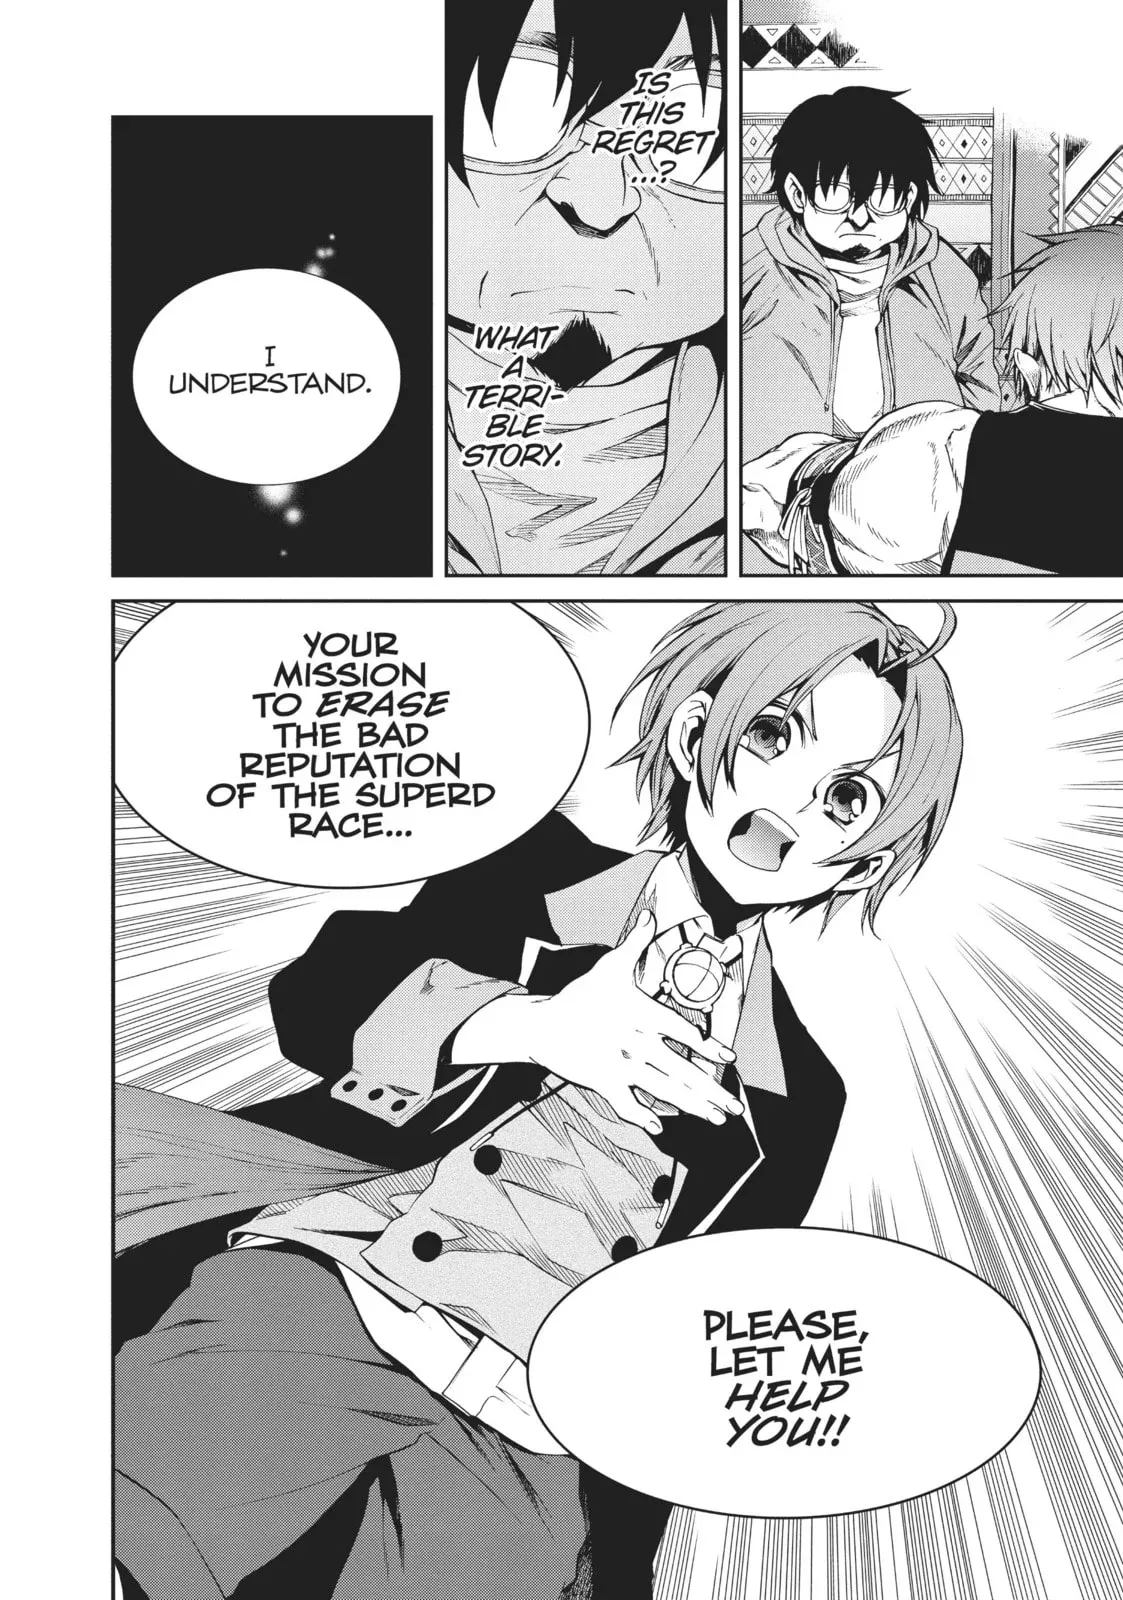 IS
THIS
REGRET
...?
WHAT
A
TERRI-
BLE
STORY.
I
UNDERSTAND.
YOUR
MISSION
TO ERASE
THE BAD
REPUTATION
OF THE SUPERD
RACE...
PLEASE,
LET ME
HELP
YOU!!